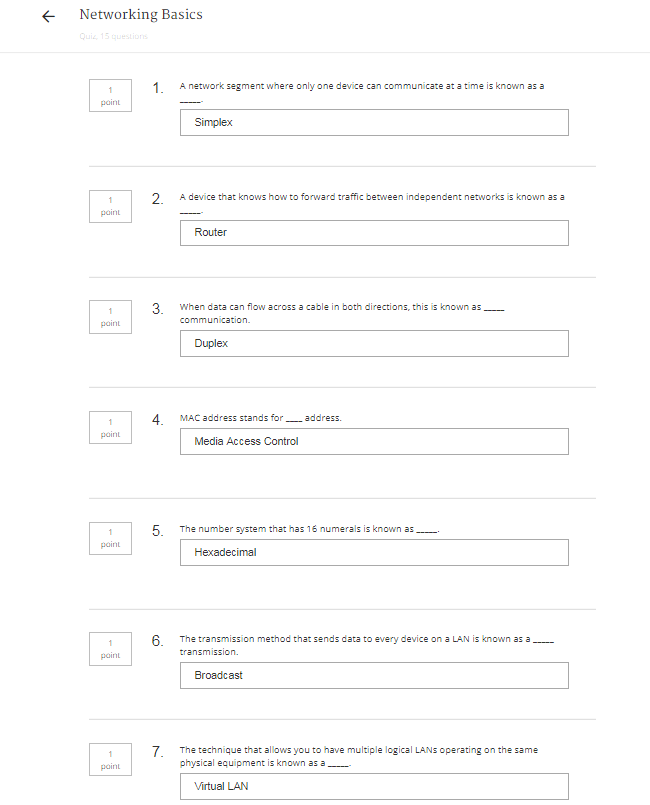 Networking Basics
Quiz, 15 questions
1
point
1.
A network segment where only one device can communicate at a time is known as a
_____.
Simplex
1
point
2.
A device that knows how to forward traffic between independent networks is known as a
_____.
Router
1
point
3.
When data can flow across a cable in both directions, this is known as _____
communication.
Duplex
1
point
4.
MAC address stands for ____ address.
Media Access Control
1
point
5.
The number system that has 16 numerals is known as _____.
Hexadecimal
1
point
6.
The transmission method that sends data to every device on a LAN is known as a _____
transmission.
Broadcast
1
point
7.
The technique that allows you to have multiple logical LANs operating on the same
physical equipment is known as a _____.
Virtual LAN